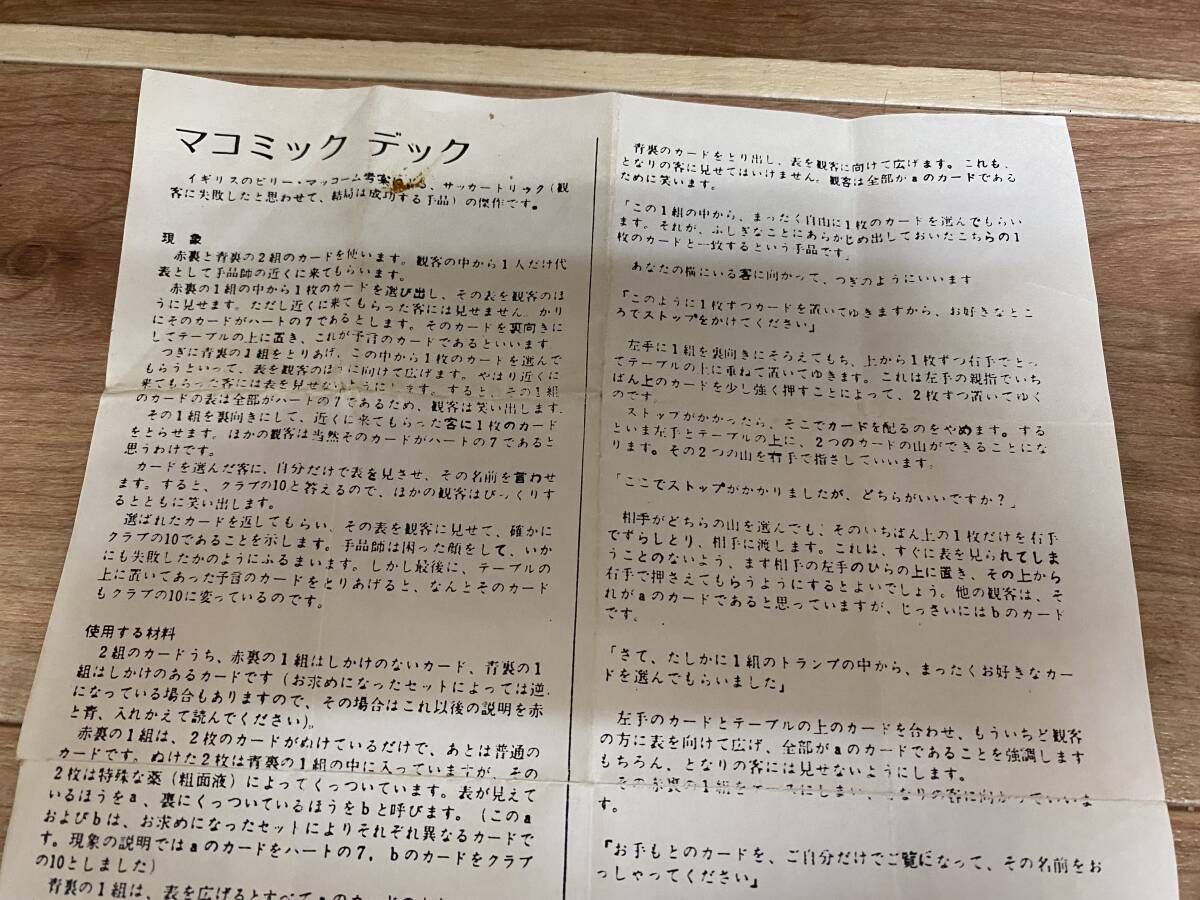 マコミック デック
イギリスのビリー・マッコーム考案による、サッカートリック(観
客に失敗したと思わせて、結局は成功する手品)の傑作です。
現象
赤裏と青裏の2組のカードを使います。観客の中から1人だけ代
表として手品師の近くに来てもらいます。
赤裏の1組の中から1枚のカードを選び出し、その表を観客のほ
うに見せます。ただし近くに来てもらった客には見せません。かり
にそのカードがハートの7であるとします。そのカードを裏向きに
してテーブルの上に置き、これが予言のカードであるといいます。
つぎに青裏の1組をとりあげ、この中から1枚のカードを選んで
もらうといって、表を観客のほうに向けて広げます。やはり近くに
来てもらった客には表を見せないようにします。すると、その1組
のカードの表は全部がハートの7であるため、観客は笑い出します。
その1組を裏向きにして、近くに来てもらった客に1枚のカード
をとらせます。ほかの観客は当然そのカードがハートの7であると
思うわけです。
カードを選んだ客に、自分だけで表を見させ、その名前を言わせ
ます。すると、クラブの10と答えるので、ほかの観客はびっくりす
るとともに笑い出します。
選ばれたカードを返してもらい、その表を観客に見せて、確かに
クラブの10であることを示します。手品師は困った顔をして、いか
にも失敗したかのようにふるまいます。しかし最後に、テーブルの
上に置いてあった予言のカードをとりあげると、なんとそのカード
もクラブの10に変っているのです。
使用する材料
2組のカードうち、赤裏の1組はしかけのないカード、青裏の1
組はしかけのあるカードです(お求めになったセットによっては逆
になっている場合もありますので、その場合はこれ以後の説明を赤
と青、入れかえて読んでください)。
赤裏の1組は、2枚のカードがぬけているだけで、あとは普通の
カードです。ぬけた2枚は青裏の1組の中に入っていますが、その
2枚は特殊な薬(粗面液)によってくっついています。表が見えて
いるほうをa、裏にくっついているほうをbと呼びます。(このa
およびbは、お求めになったセットによりそれぞれ異なるカードで
す。現象の説明ではaのカードをハートの7, bのカードをクラブ
の10としました)
青裏の1組は、表を広げるとすべてaのカードの
青裏のカードをとり出し、表を観客に向けて広げます。これも、
となりの客に見せてはいけません。観客は全部がaのカードである
ために笑います。
「この1組の中から、まったく自由に1枚のカードを選んでもらい
ます。それが、ふしぎなことにあらかじめ出しておいたこちらの1
枚のカードと一致するという手品です」
あなたの横にいる客に向かって、つぎのようにいいます
「このように1枚ずつカードを置いてゆきますから、お好きなとこ
ろでストップをかけてください」
左手に1組を裏向きにそろえてもち、上から1枚ずつ右手でとっ
てテーブルの上に重ねて置いてゆきます。これは左手の親指でいち
ばん上のカードを少し強く押すことによって、2枚ずつ置いてゆく
のです。
ストップがかかったら、そこでカードを配るのをやめます。する
といま左手とテーブルの上に、2つのカードの山ができることにな
ります。その2つの山を右手で指さしていいます。
「ここでストップがかかりましたが、どちらがいいですか?」
相手がどちらの山を選んでも、そのいちばん上の1枚だけを右手
でずらしとり、相手に渡します。これは、すぐに表を見られてしま
うことのないよう、まず相手の左手のひらの上に置き、その上から
右手で押さえてもらうようにするとよいでしょう。他の観客は、そ
れがaのカードであると思っていますが、じっさいにはbのカード
です。
「さて、たしかに1組のトランプの中から、まったくお好きなカー
ドを選んでもらいました」
左手のカードとテーブルの上のカードを合わせ、もういちど観客
の方に表を向けて広げ、全部がaのカードであることを強調します
もちろん、となりの客には見せないようにします。
その赤裏の1組をケースにしまい、となりの客に向かっていいま
す。
「お手もとのカードを、ご自分だけでご覧になって、その名前をお
っしゃってください」